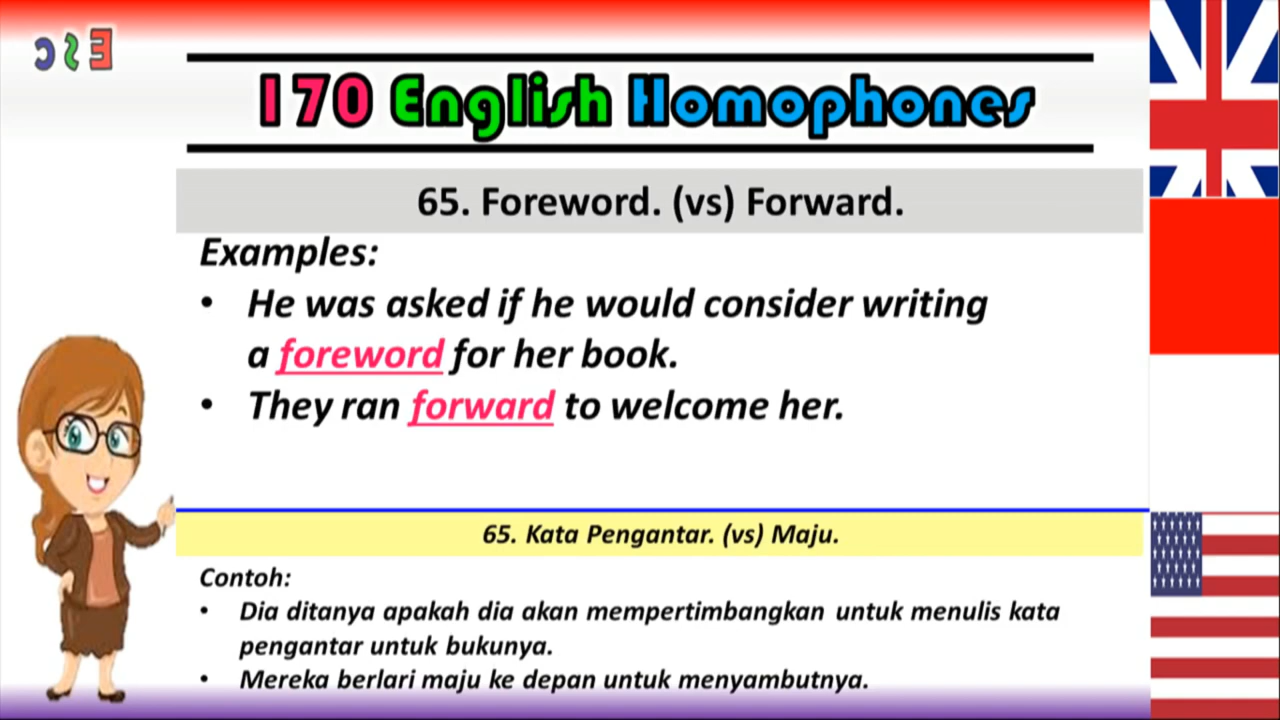 ESC
170 English Homophones
65. Foreword. (vs) Forward.
Examples:
• He was asked if he would consider writing
a foreword for her book.
• They ran forward to welcome her.
65. Kata Pengantar. (vs) Maju.
Contoh:
• Dia ditanya apakah dia akan mempertimbangkan untuk menulis kata
pengantar untuk bukunya.
• Mereka berlari maju ke depan untuk menyambutnya.